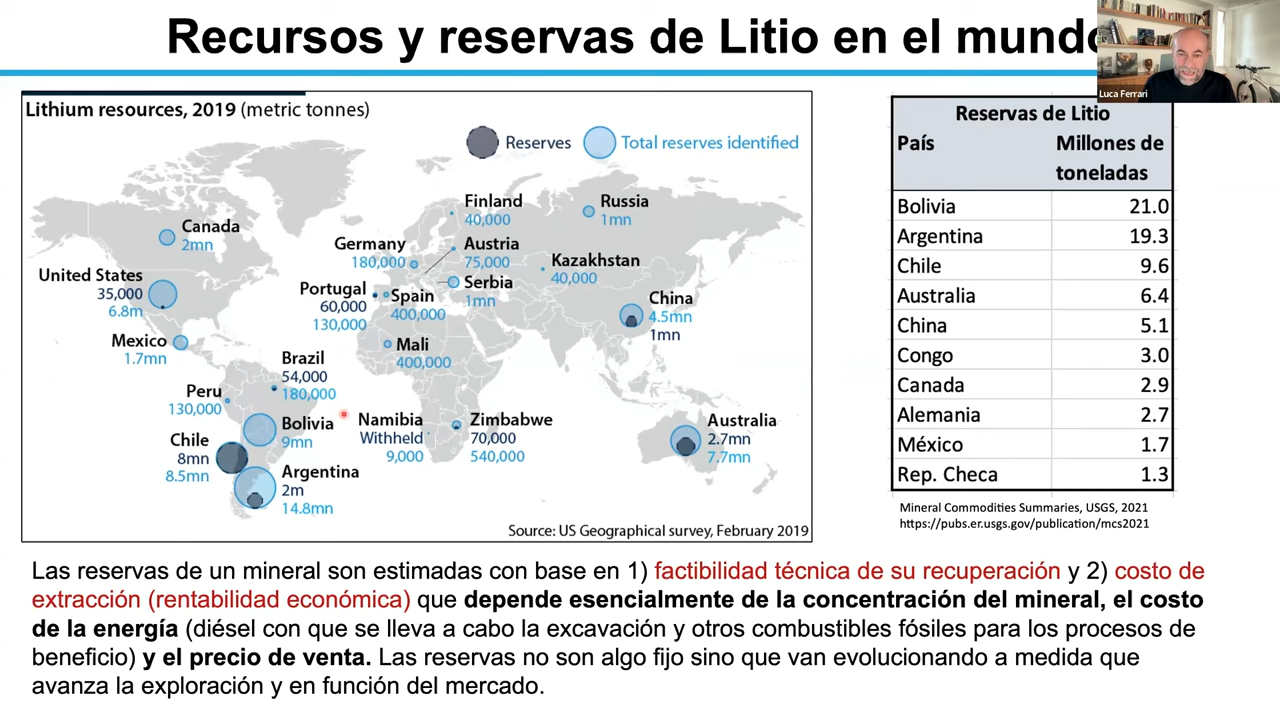 Recursos y reservas de Litio en el mundo
Luca Ferrari
Lithium resources, 2019 (metric tonnes)
Reserves
Total reserves identified
Canada
2mn
United States
35,000
6.8m
Mexico
1.7mn
Peru
130,000
Chile
8mn
8.5mn
Brazil
54,000
180,000
Bolivia
9mn
Argentina
2m
14.8mn
Germany
180,000
Portugal
60,000
130,000
Spain
400,000
Finland
40,000
Austria
75,000
Serbia
1mn
Mali
400,000
Namibia
Withheld
9,000
Zimbabwe
70,000
540,000
Russia
1mn
Kazakhstan
40,000
China
4.5mn
1mn
Australia
2.7mn
7.7mn
Source: US Geographical survey, February 2019
Reservas de Litio
País Millones de
toneladas
Bolivia 21.0
Argentina 19.3
Chile 9.6
Australia 6.4
China 5.1
Congo 3.0
Canada 2.9
Alemania 2.7
México 1.7
Rep. Checa 1.3
Mineral Commodities Summaries, USGS, 2021
https://pubs.er.usgs.gov/publication/mcs2021
Las reservas de un mineral son estimadas con base en 1) factibilidad técnica de su recuperación y 2) costo de
extracción (rentabilidad económica) que depende esencialmente de la concentración del mineral, el costo
de la energía (diésel con que se lleva a cabo la excavación y otros combustibles fósiles para los procesos de
beneficio) y el precio de venta. Las reservas no son algo fijo sino que van evolucionando a medida que
avanza la exploración y en función del mercado.